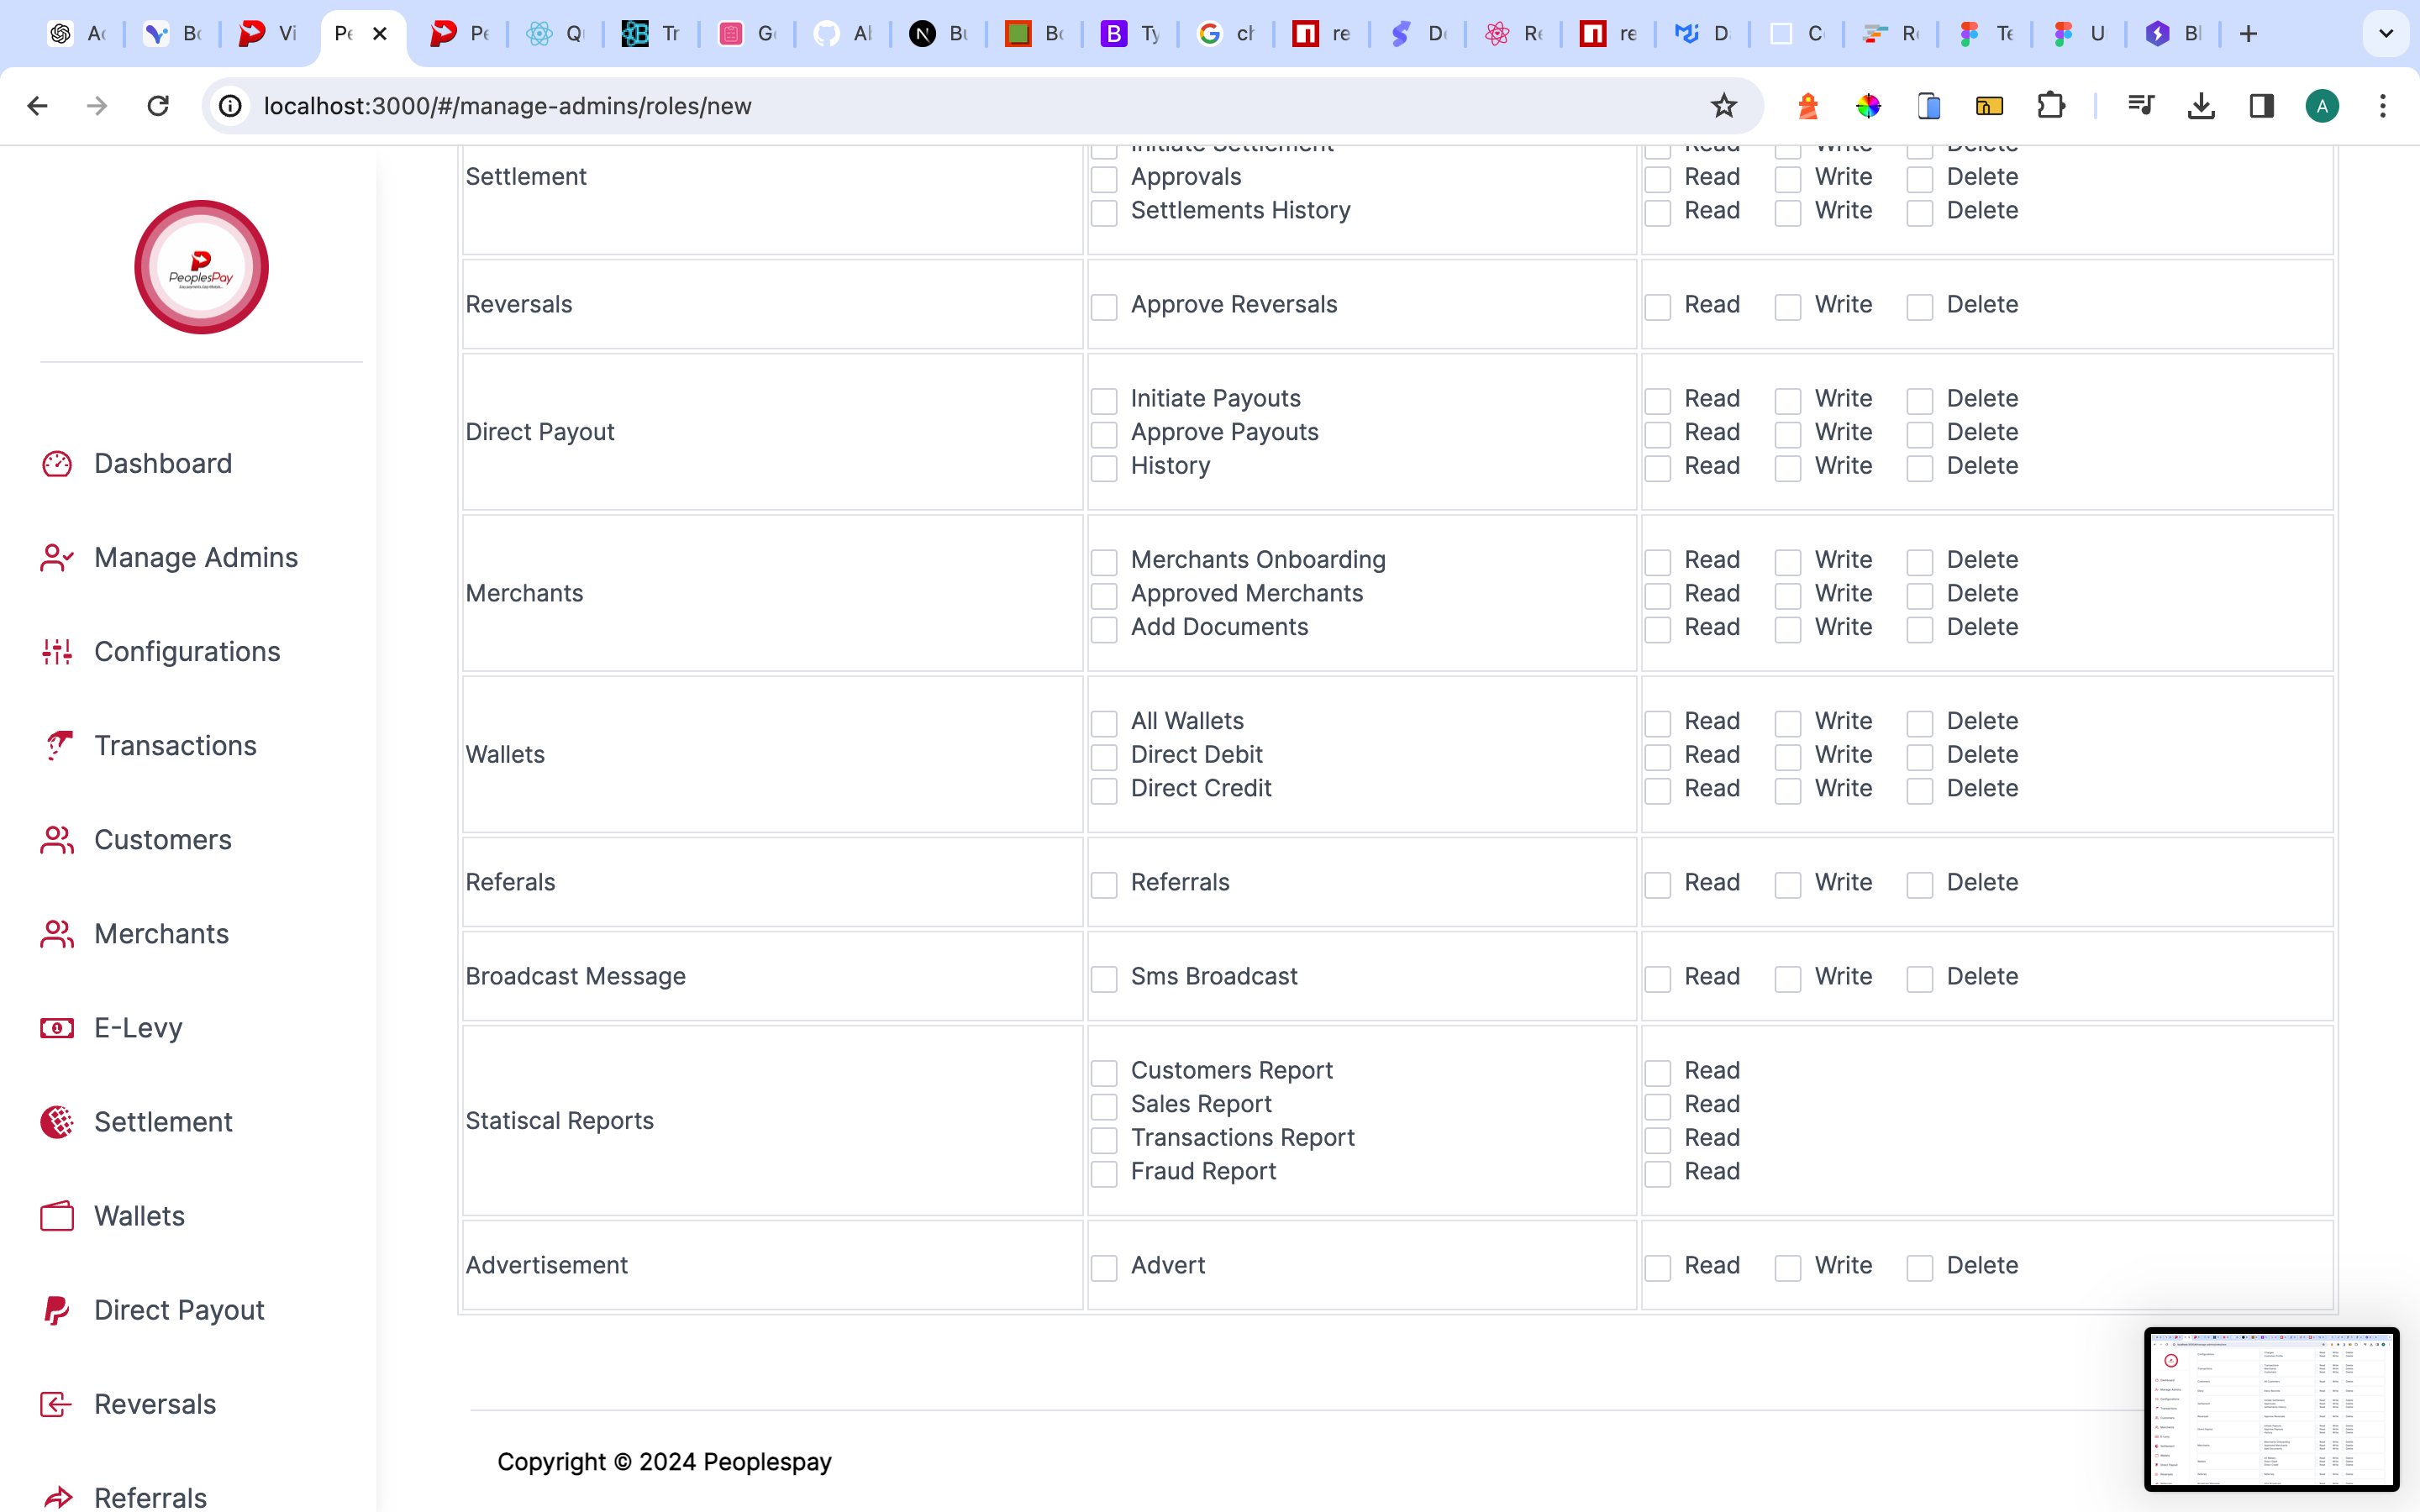 Ac
Bc
Vi
Pe
Pe
Q
Tr
G
Al
Bu
Bc
Ty
ch
re
D
Re
re
D
C
R
Te
U
Bl
localhost:3000/#/manage-admins/roles/new
A
PeoplesPay
Dashboard
Manage Admins
Configurations
Transactions
Customers
Merchants
E-Levy
Settlement
Wallets
Direct Payout
Reversals
Referrals
Initiate Settlement Read Write Delete
Settlement Approvals Read Write Delete
Settlements History Read Write Delete
Reversals Approve Reversals Read Write Delete
Initiate Payouts Read Write Delete
Direct Payout Approve Payouts Read Write Delete
History Read Write Delete
Merchants Onboarding Read Write Delete
Merchants Approved Merchants Read Write Delete
Add Documents Read Write Delete
All Wallets Read Write Delete
Wallets Direct Debit Read Write Delete
Direct Credit Read Write Delete
Referals Referrals Read Write Delete
Broadcast Message Sms Broadcast Read Write Delete
Customers Report Read
Sales Report Read
Statiscal Reports
Transactions Report Read
Fraud Report Read
Advertisement Advert Read Write Delete
Copyright © 2024 Peoplespay